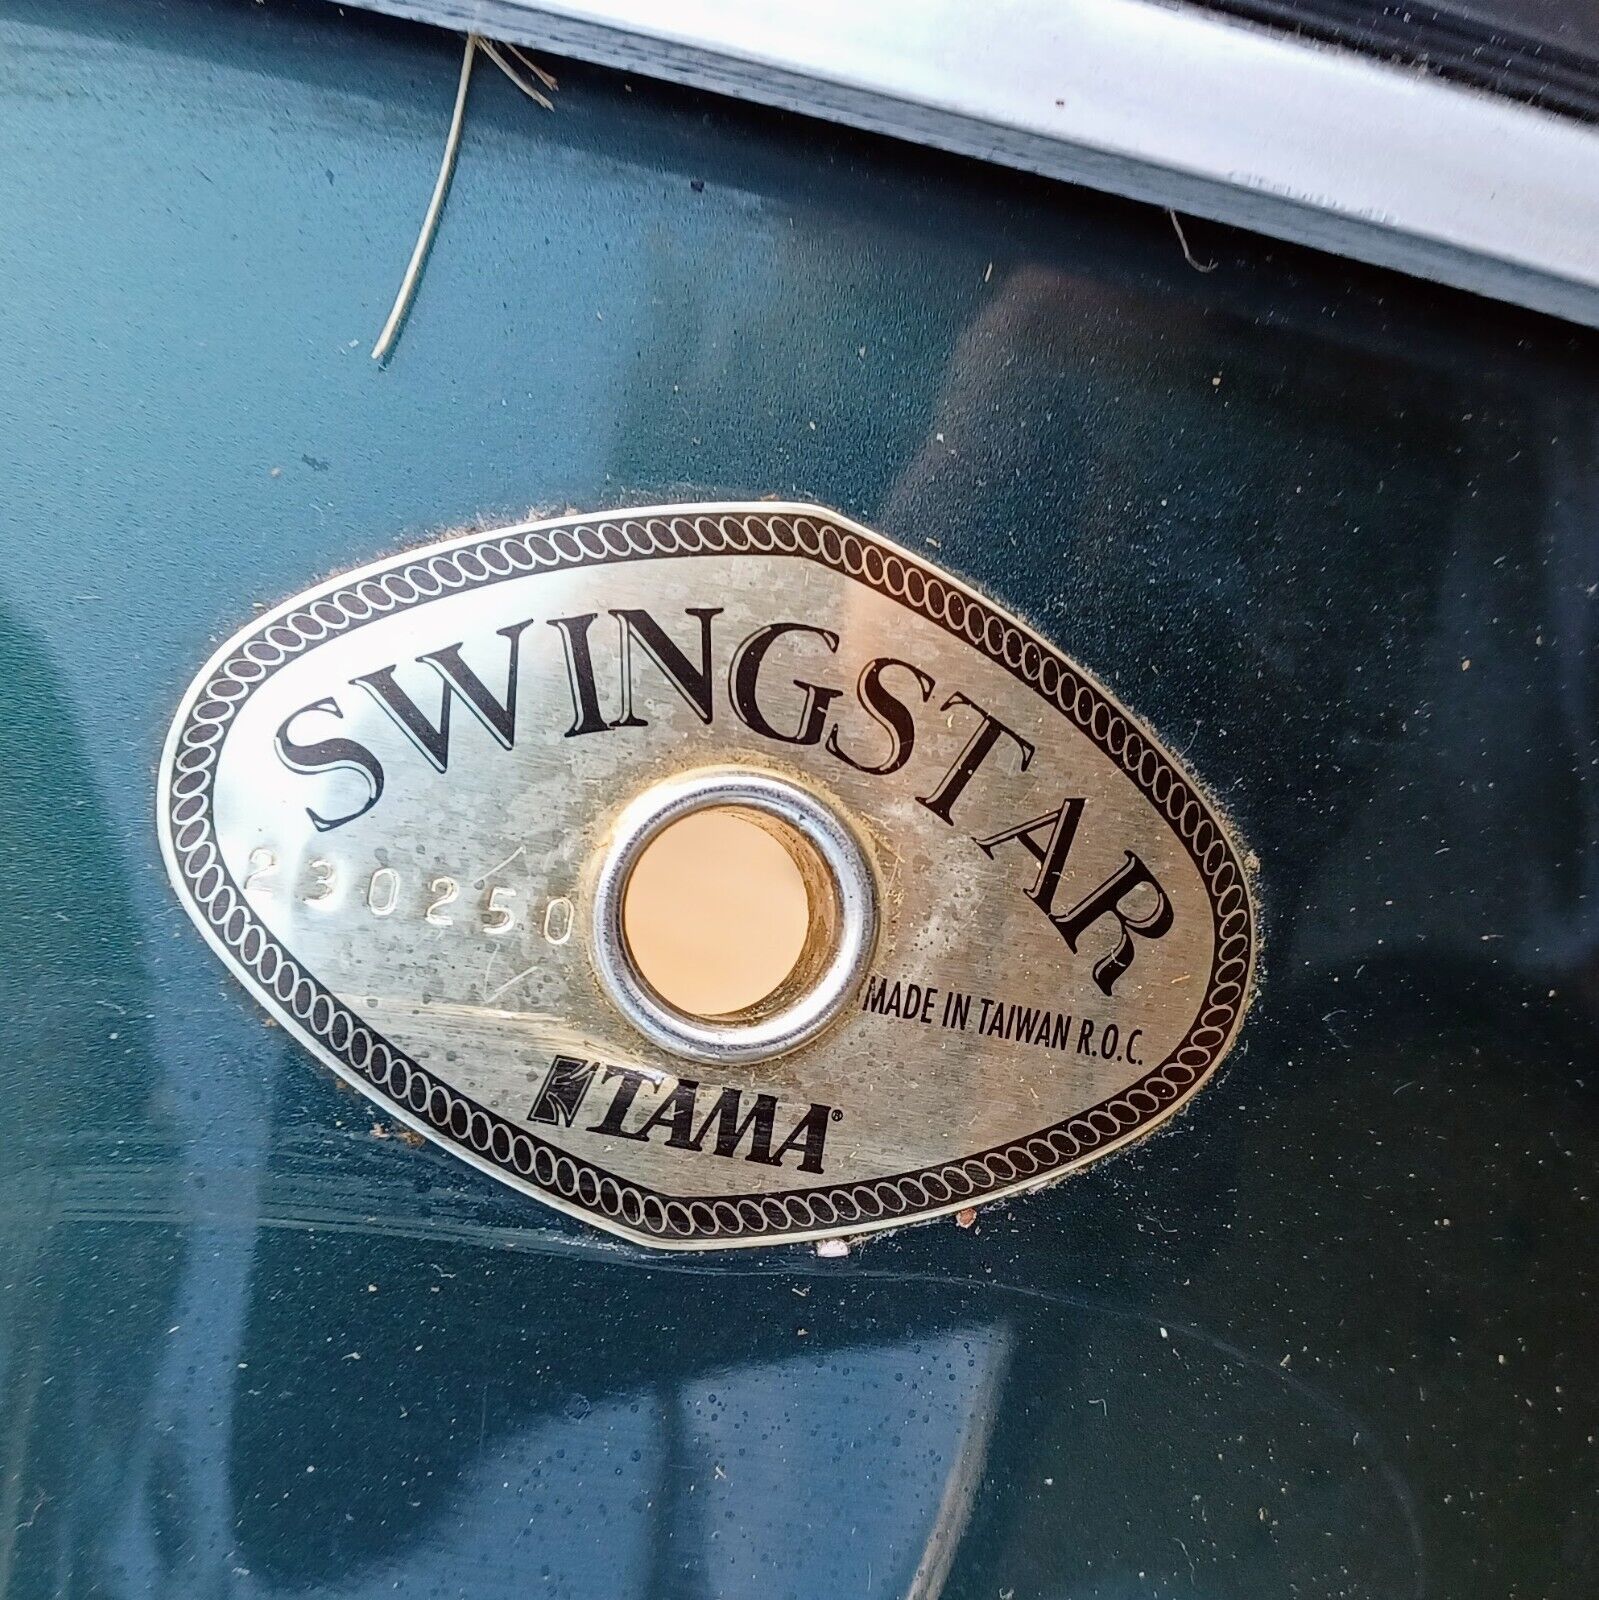 SWINGSTAR
230250
MADE IN TAIWAN R.O.C.
TAMA®